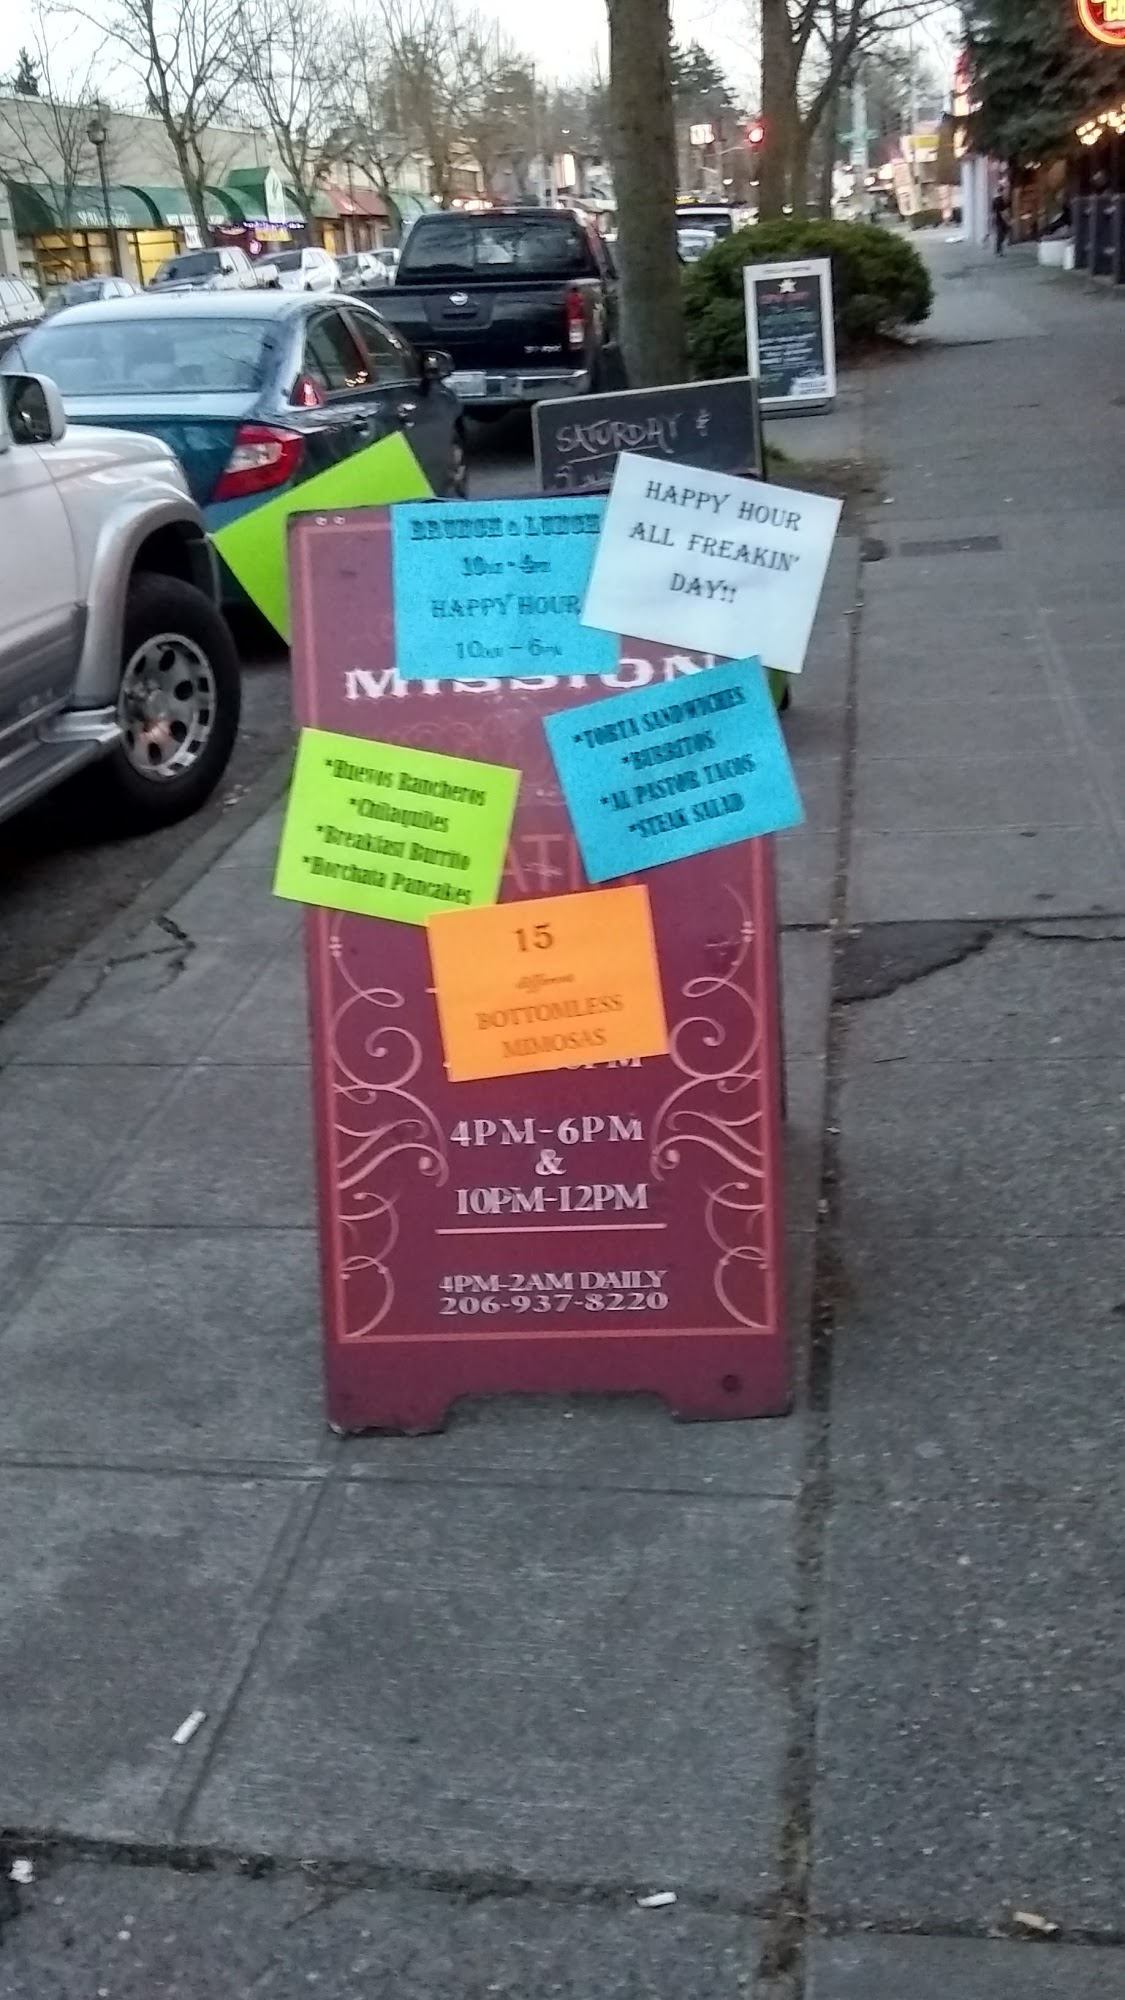 SATURDAY &
BRUNCH & LUNCH
10AM - 4PM
HAPPY HOUR
10AM - 6PM
HAPPY HOUR
ALL FREAKIN'
DAY!!
MISSION
*TORTA SANDWICHES
*BURRITOS
*AL PASTOR TACOS
*STEAK SALAD
*Huevos Rancheros
*Chilaquiles
*Breakfast Burrito
*Horchata Pancakes
15
different
BOTTOMLESS
MIMOSAS
4PM-6PM
&
10PM-12PM
4PM-2AM DAILY
206-937-8220